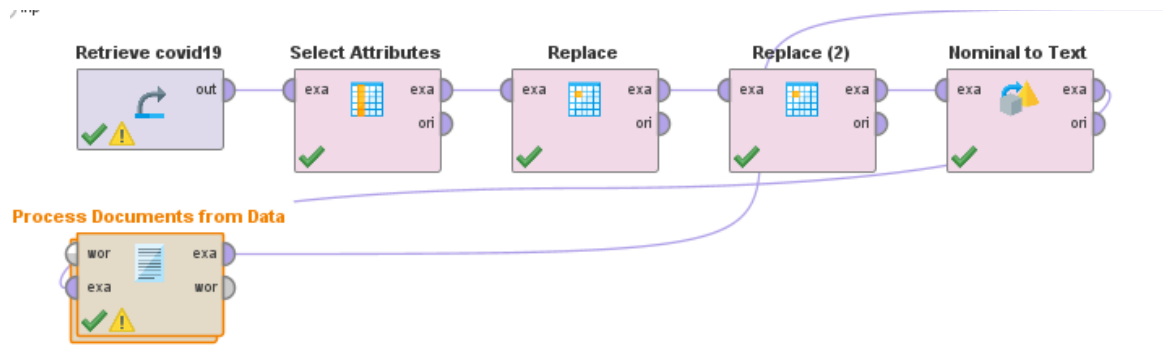 Retrieve covid19
Select Attributes
Replace
Replace (2)
Nominal to Text
out
exa exa
exa exa
exa exa
exa exa
ori
ori
ori
ori
Process Documents from Data
wor exa
exa wor